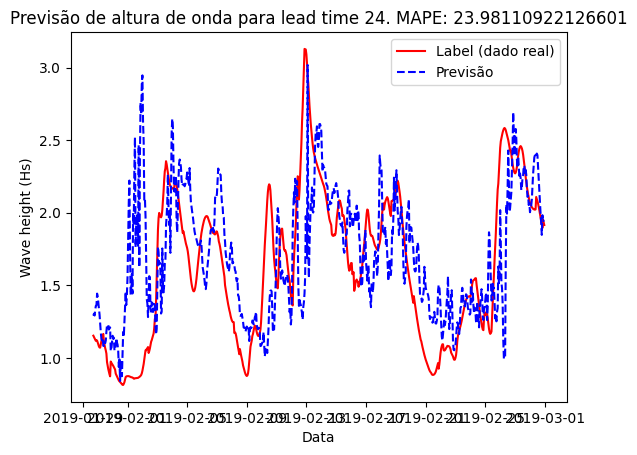 Previsão de altura de onda para lead time 24. MAPE: 23.98110922126601
Label (dado real)
Previsão
Wave height (Hs)
3.0
2.5
2.0
1.5
1.0
2019-01-29 2019-02-01 2019-02-05 2019-02-09 2019-02-13 2019-02-17 2019-02-21 2019-02-25 2019-03-01
Data